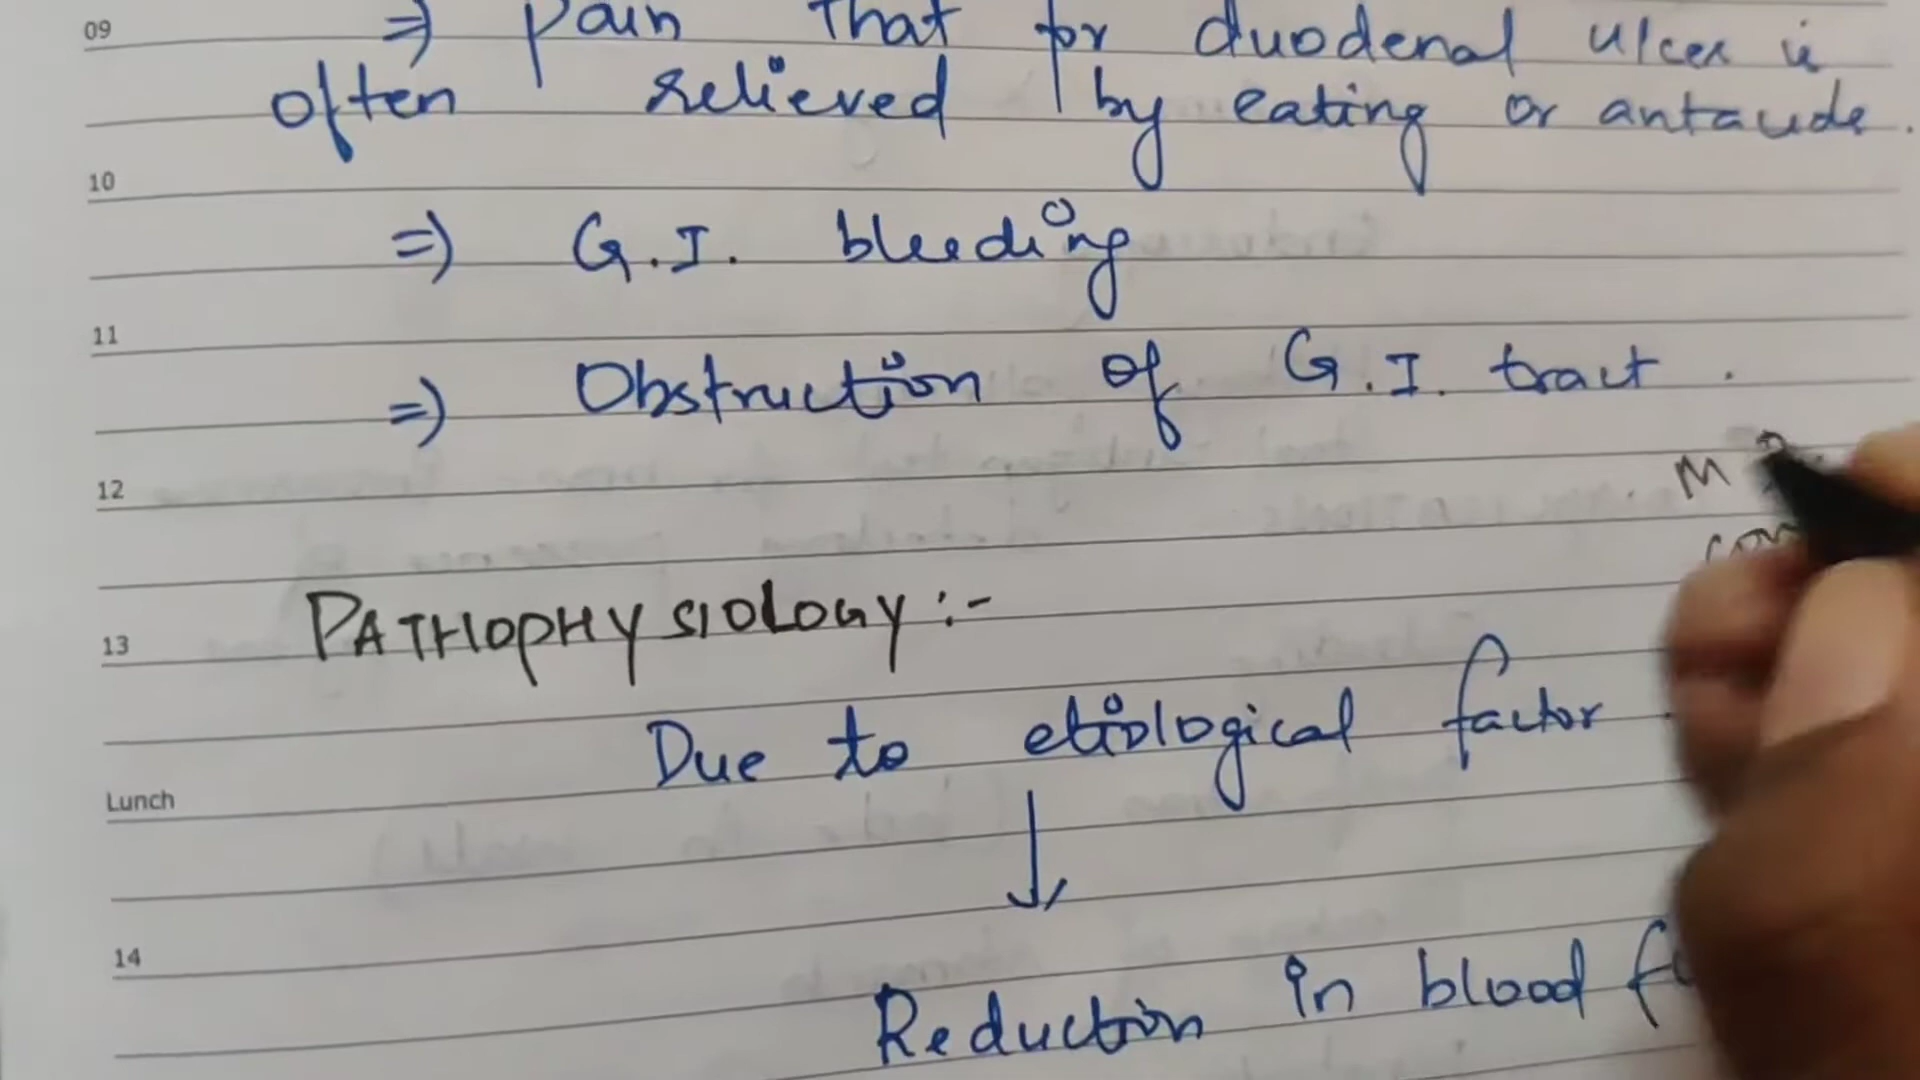 09 => Pain that for duodenal ulcer is
often relieved by eating or antacids.
10
=> G.I. bleeding
11
=> Obstruction of G.I. tract.
12
M
13 PATHOPHYSIOLOGY :-
Due to etiological factor
Lunch
14
Reduction in blood